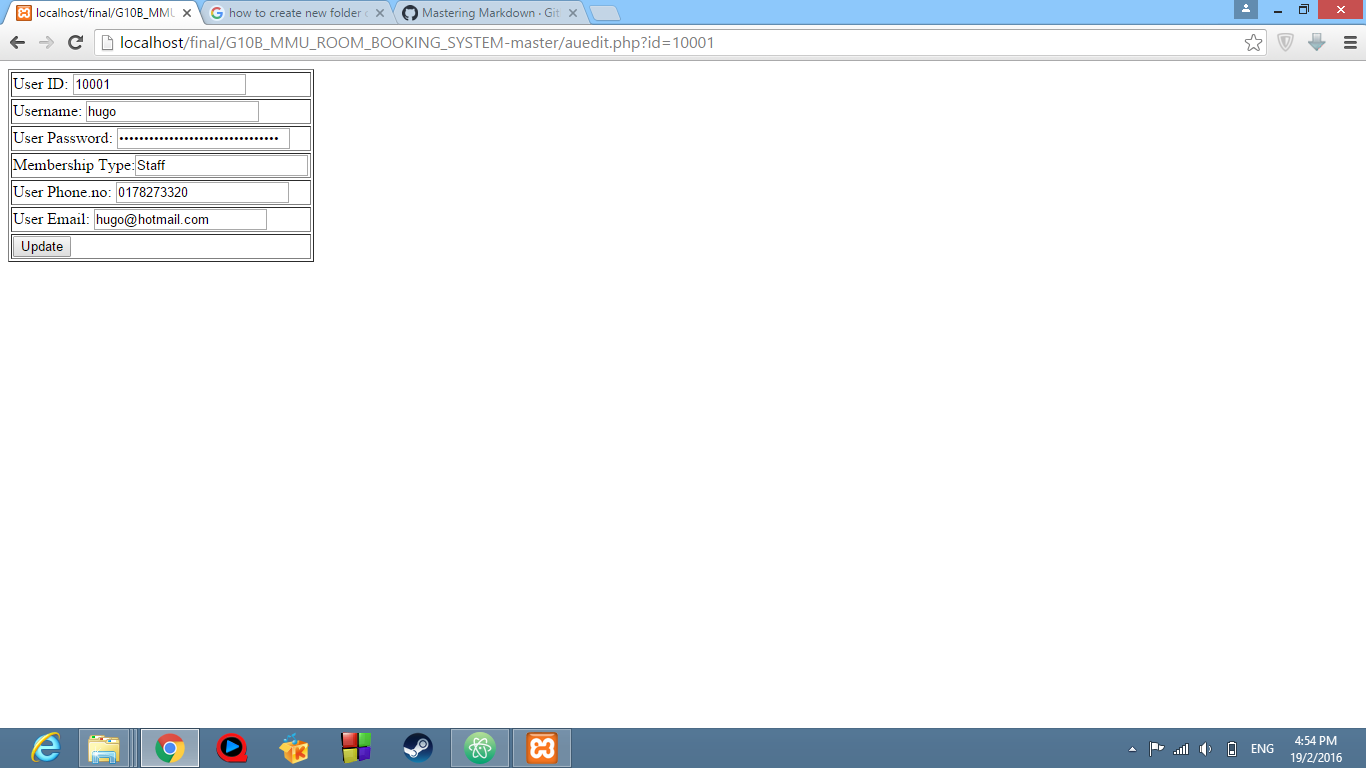 localhost/final/G10B_MMU
how to create new folder
Mastering Markdown · Git
localhost/final/G10B_MMU_ROOM_BOOKING_SYSTEM-master/auedit.php?id=10001
User ID: 10001
Username: hugo
User Password: ••••••••••••••••••••••••••••••••
Membership Type:Staff
User Phone.no: 0178273320
User Email: hugo@hotmail.com
Update
ENG
4:54 PM
19/2/2016